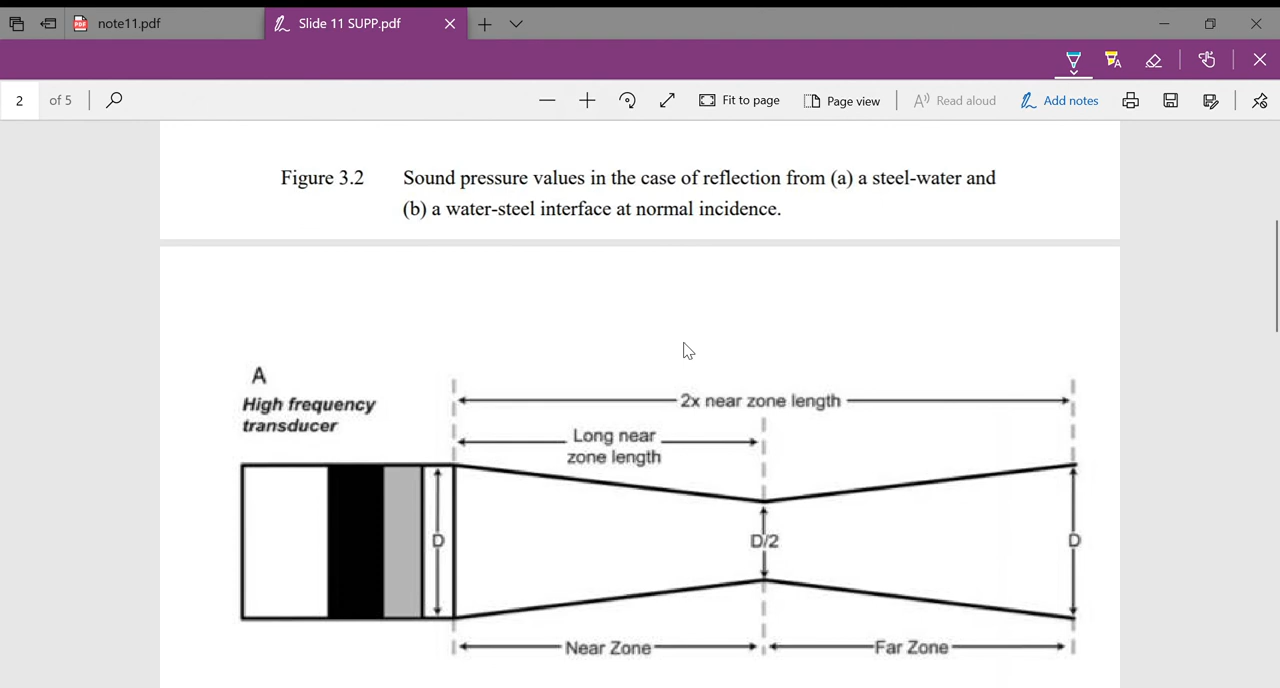 note11.pdf
Slide 11 SUPP.pdf
2 of 5
Fit to page
Page view
Read aloud
Add notes
Figure 3.2 Sound pressure values in the case of reflection from (a) a steel-water and
(b) a water-steel interface at normal incidence.
A
High frequency
transducer
2x near zone length
Long near
zone length
D
D/2
D
Near Zone
Far Zone